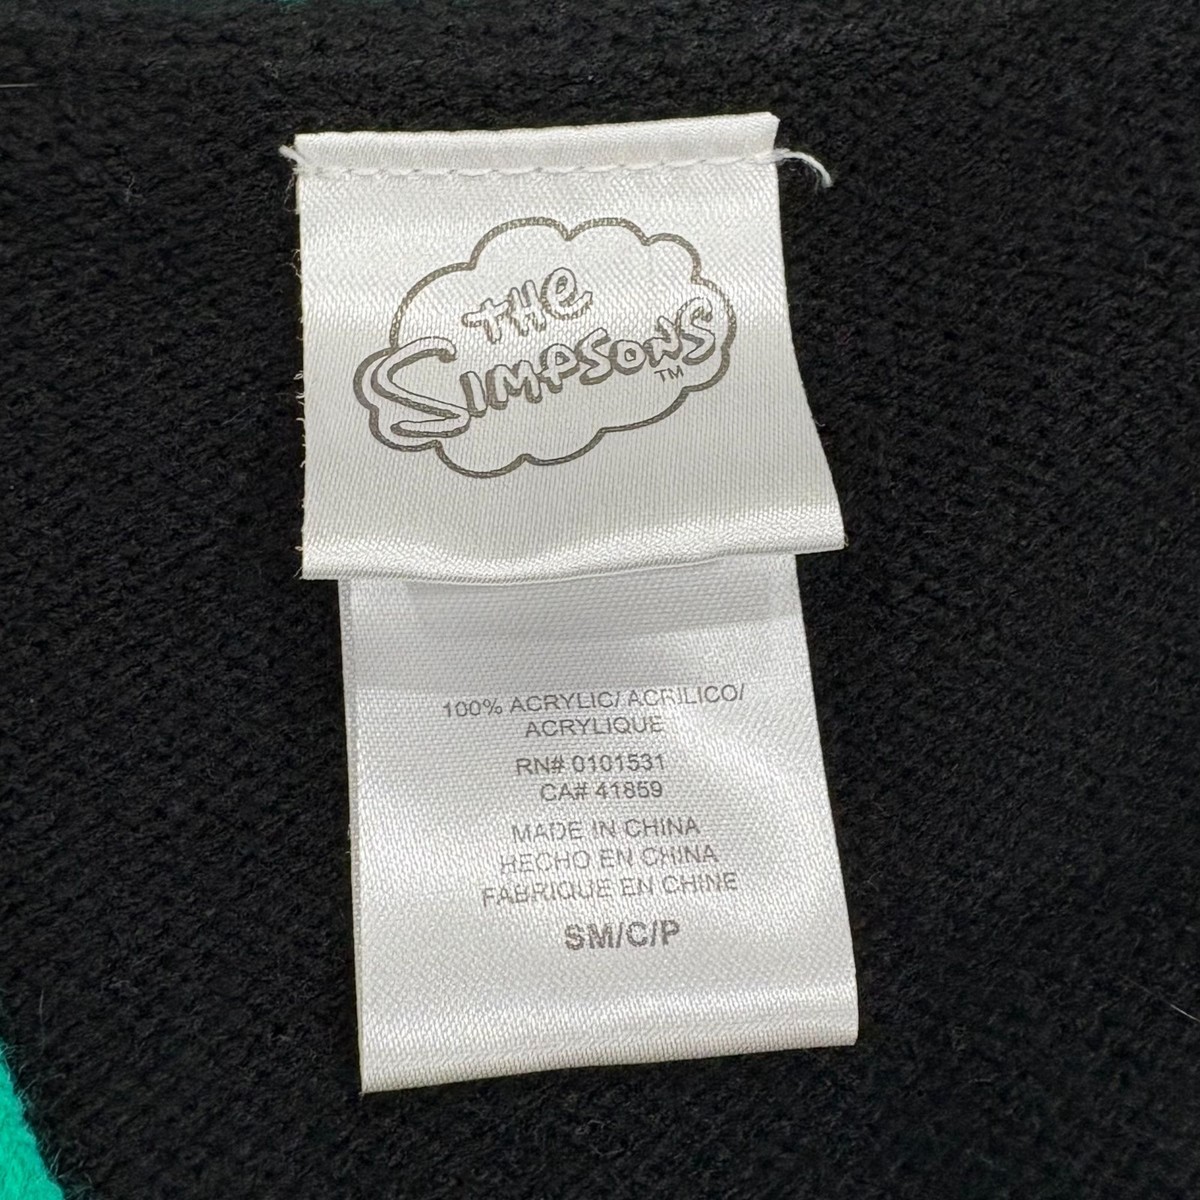 THe
SIMPSONS
TM
100% ACRYLIC/ ACRILICO/
ACRYLIQUE
RN# 0101531
CA# 41859
MADE IN CHINA
HECHO EN CHINA
FABRIQUE EN CHINE
SM/C/P